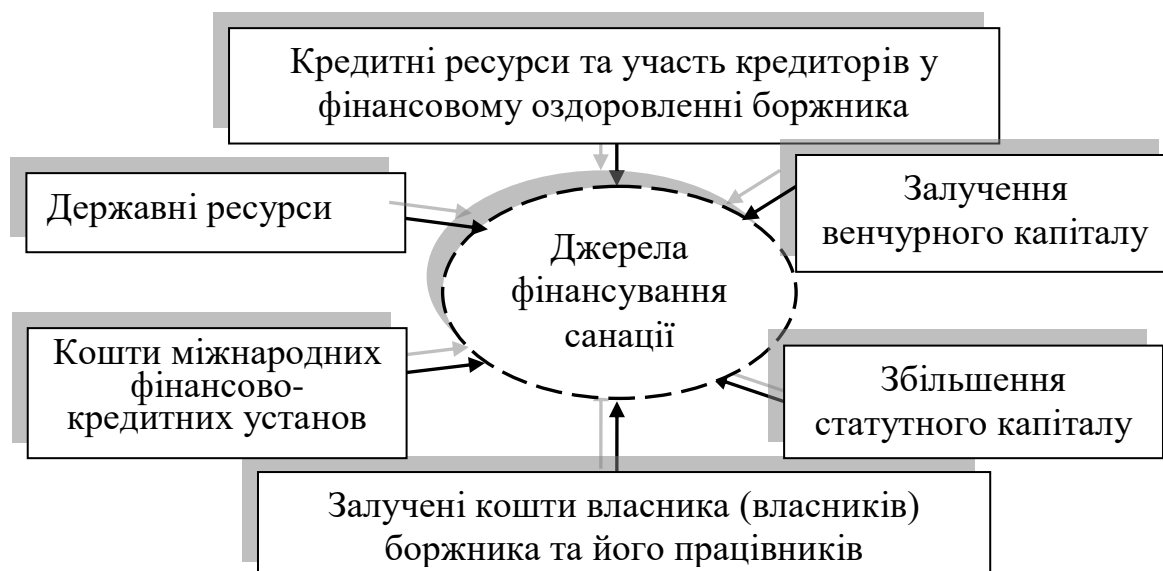 Кредитні ресурси та участь кредиторів у
фінансовому оздоровленні боржника
Державні ресурси
Залучення
венчурного капіталу
Джерела
фінансування
санації
Кошти міжнародних
фінансово-
кредитних установ
Збільшення
статутного капіталу
Залучені кошти власника (власників)
боржника та його працівників